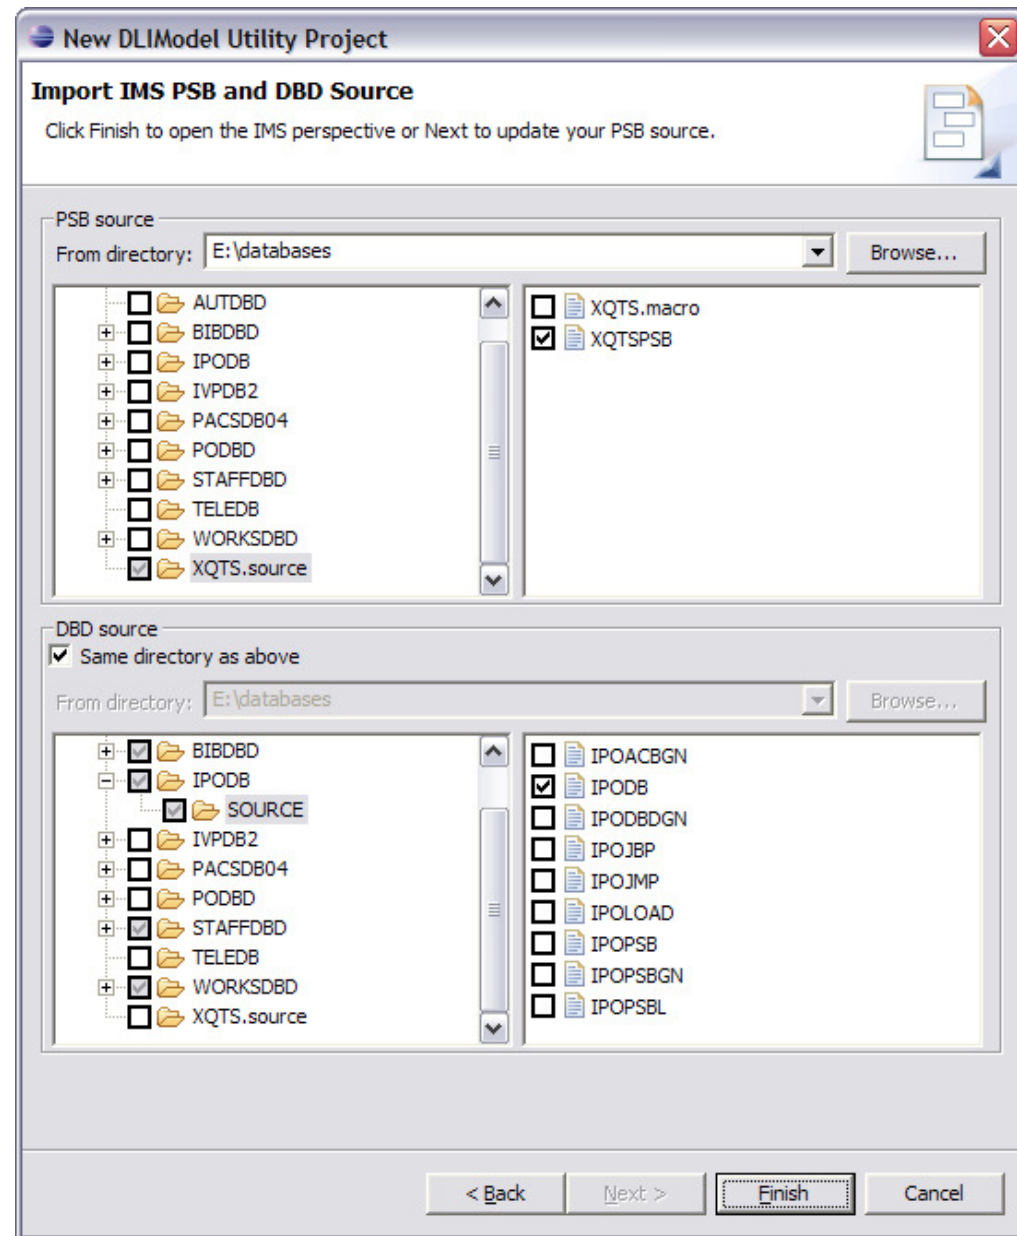 New DLIModel Utility Project
Import IMS PSB and DBD Source
Click Finish to open the IMS perspective or Next to update your PSB source.
PSB source
From directory: E:\databases Browse...
AUTDBD
BIBDBD
IPODB
IVPDB2
PACSDB04
PODBD
STAFFDBD
TELEDB
WORKSDBD
XQTS.source
XQTS.macro
XQTSPSB
DBD source
Same directory as above
From directory: E:\databases Browse...
BIBDBD
IPODB
SOURCE
IVPDB2
PACSDB04
PODBD
STAFFDBD
TELEDB
WORKSDBD
XQTS.source
IPOACBGN
IPODB
IPODBDGN
IPOJBP
IPOJMP
IPOLOAD
IPOPSB
IPOPSBGN
IPOPSBL
< Back Next > Finish Cancel